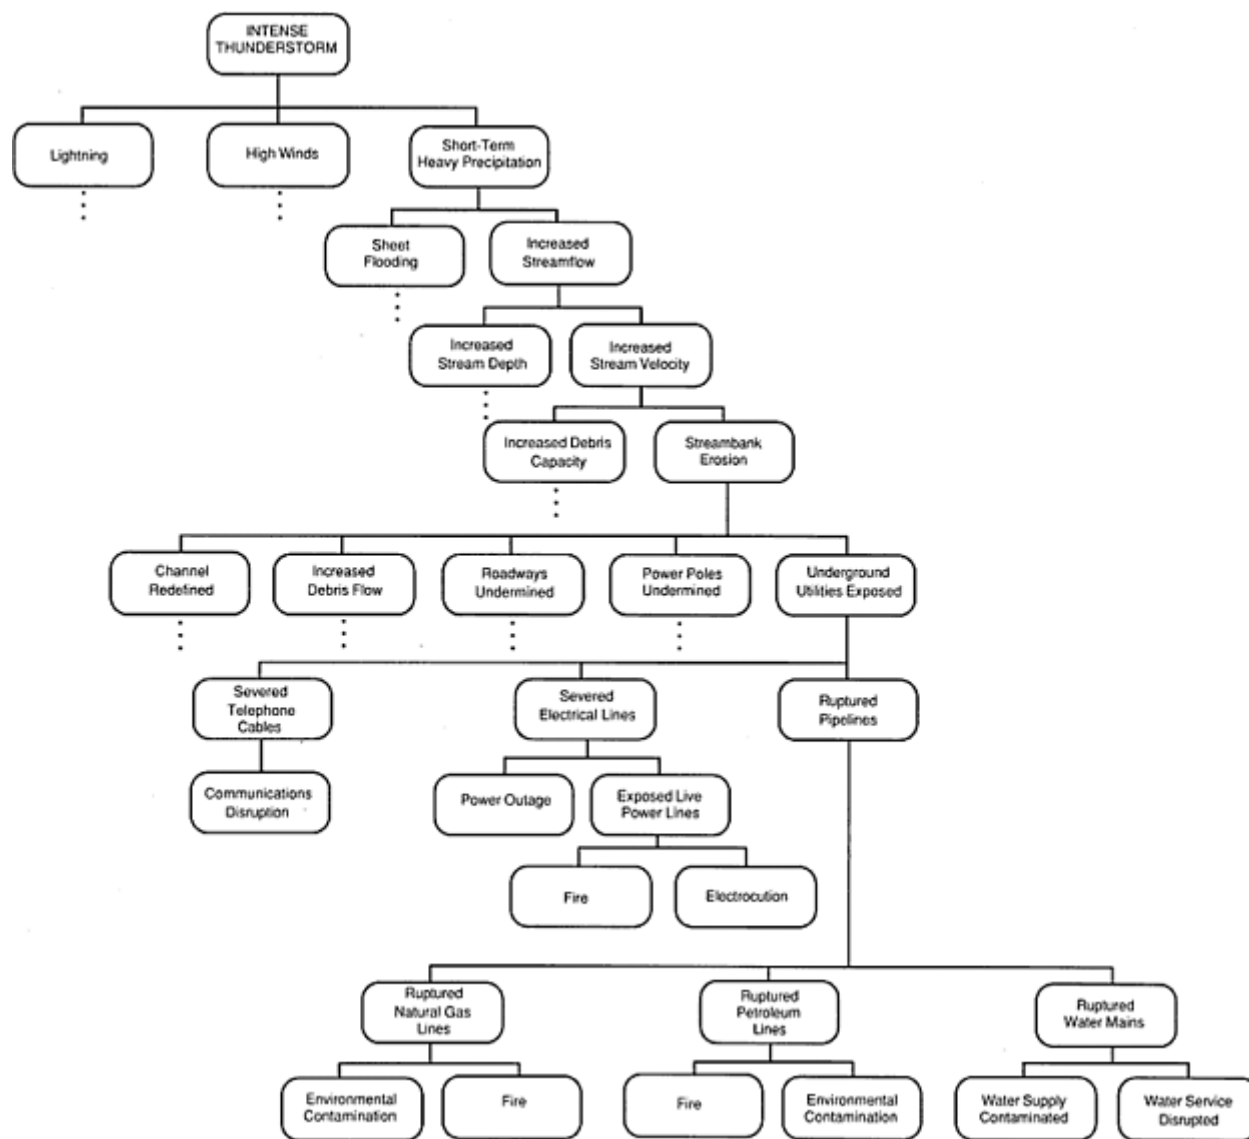 INTENSE
THUNDERSTORM
Lightning
High Winds
Short-Term
Heavy Precipitation
Sheet
Flooding
Increased
Streamflow
Increased
Stream Depth
Increased
Stream Velocity
Increased Debris
Capacity
Streambank
Erosion
Channel
Redefined
Increased
Debris Flow
Roadways
Undermined
Power Poles
Undermined
Underground
Utilities Exposed
Severed
Telephone
Cables
Severed
Electrical Lines
Ruptured
Pipelines
Communications
Disruption
Power Outage
Exposed Live
Power Lines
Fire
Electrocution
Ruptured
Natural Gas
Lines
Ruptured
Petroleum
Lines
Ruptured
Water Mains
Environmental
Contamination
Fire
Fire
Environmental
Contamination
Water Supply
Contaminated
Water Service
Disrupted